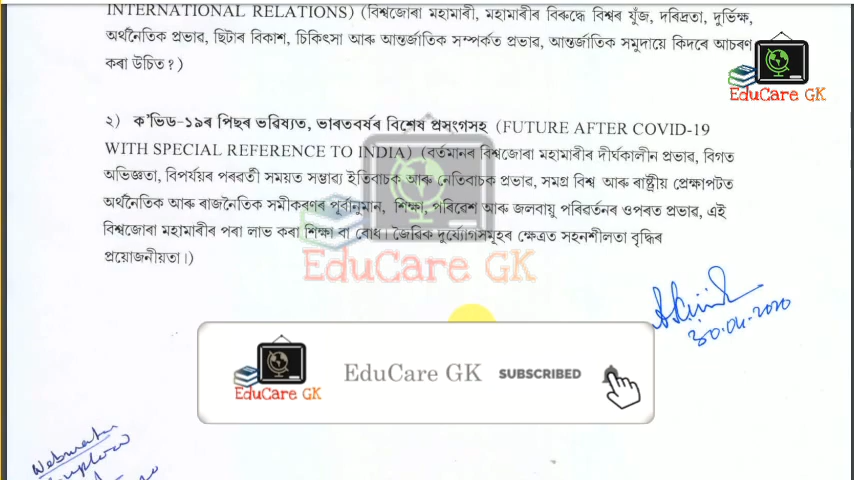 INTERNATIONAL RELATIONS) (বিশ্বজোৰা মহামাৰী, মহামাৰীৰ বিৰুদ্ধে বিশ্বৰ যুঁজ, দৰিদ্ৰতা, দুৰ্ভিক্ষ,
অৰ্থনৈতিক প্ৰভাৱ, ছিটাৰ বিকাশ, চিকিৎসা আৰু আন্তৰ্জাতিক সম্পৰ্কত প্ৰভাৱ, আন্তৰ্জাতিক সমুদায়ে কিদৰে আচৰণ
কৰা উচিত?)
EduCare GK
২) ক'ভিড-১৯ৰ পিছৰ ভৱিষ্যত, ভাৰতবৰ্ষৰ বিশেষ প্ৰসংগসহ (FUTURE AFTER COVID-19
WITH SPECIAL REFERENCE TO INDIA) (বৰ্তমানৰ বিশ্বজোৰা মহামাৰীৰ দীৰ্ঘকালীন প্ৰভাৱ, বিগত
অভিজ্ঞতা, বিপৰ্যয়ৰ পৰৱৰ্তী সময়ত সম্ভাব্য ইতিবাচক আৰু নেতিবাচক প্ৰভাৱ, সমগ্ৰ বিশ্ব আৰু ৰাষ্ট্ৰীয় প্ৰেক্ষাপটত
অৰ্থনৈতিক আৰু ৰাজনৈতিক সমীকৰণৰ পূৰ্বানুমান, শিক্ষা, পৰিৱেশ আৰু জলবায়ু পৰিৱৰ্তনৰ ওপৰত প্ৰভাৱ, এই
বিশ্বজোৰা মহামাৰীৰ পৰা লাভ কৰা শিক্ষা বা বোধ। জৈৱিক দুৰ্য্যোগসমূহৰ ক্ষেত্ৰত সহনশীলতা বৃদ্ধিৰ
প্ৰয়োজনীয়তা।)
EduCare GK
30.04.2020
EduCare GK
EduCare GK SUBSCRIBED